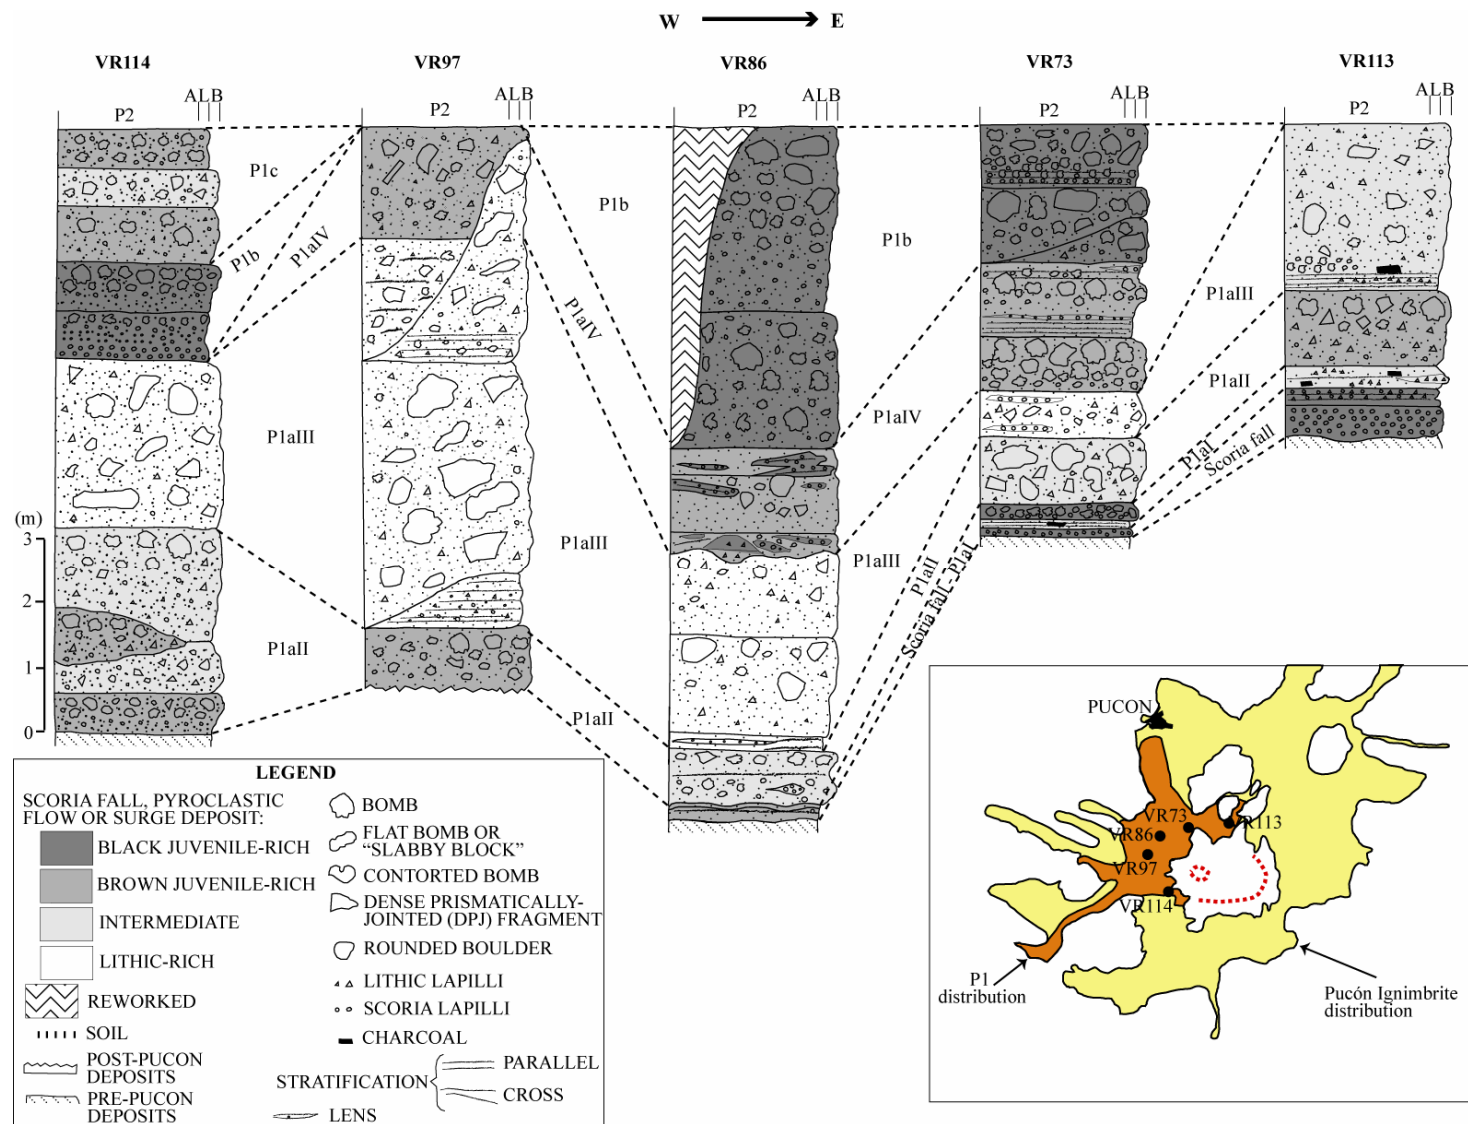 W E
VR114 VR97 VR86 VR73 VR113
ALB ALB ALB ALB ALB
P2 P2 P2 P2 P2
P1c
P1b
P1aIV
P1aIII
P1aII
P1b
P1aIV
P1aIII
P1aII
P1b
P1aIV
P1aIII
P1aII
P1aI
Scoria fall
P1aIII
P1aII
P1aI
Scoria fall
(m)
3
2
1
0
LEGEND
SCORIA FALL, PYROCLASTIC
FLOW OR SURGE DEPOSIT:
BLACK JUVENILE-RICH
BROWN JUVENILE-RICH
INTERMEDIATE
LITHIC-RICH
REWORKED
SOIL
POST-PUCON
DEPOSITS
PRE-PUCON
DEPOSITS
BOMB
FLAT BOMB OR
“SLABBY BLOCK”
CONTORTED BOMB
DENSE PRISMATICALLY-
JOINTED (DPJ) FRAGMENT
ROUNDED BOULDER
LITHIC LAPILLI
SCORIA LAPILLI
CHARCOAL
STRATIFICATION
PARALLEL
CROSS
LENS
PUCON
VR73
VR113
VR86
VR97
VR114
P1
distribution
Pucón Ignimbrite
distribution